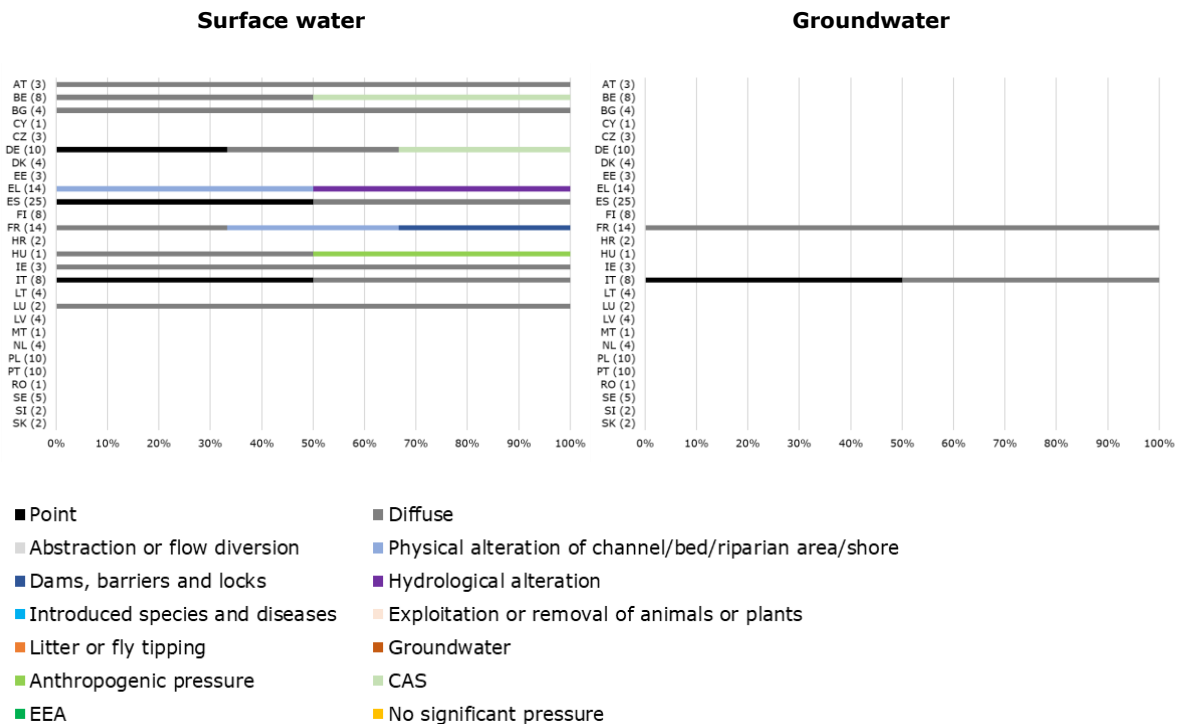 Surface water
Groundwater
AT (3)
BE (8)
BG (4)
CY (1)
CZ (3)
DE (10)
DK (4)
EE (3)
EL (14)
ES (25)
FI (8)
FR (14)
HR (2)
HU (1)
IE (3)
IT (8)
LT (4)
LU (2)
LV (4)
MT (1)
NL (4)
PL (10)
PT (10)
RO (1)
SE (5)
SI (2)
SK (2)
0% 10% 20% 30% 40% 50% 60% 70% 80% 90% 100%
AT (3)
BE (8)
BG (4)
CY (1)
CZ (3)
DE (10)
DK (4)
EE (3)
EL (14)
ES (25)
FI (8)
FR (14)
HR (2)
HU (1)
IE (3)
IT (8)
LT (4)
LU (2)
LV (4)
MT (1)
NL (4)
PL (10)
PT (10)
RO (1)
SE (5)
SI (2)
SK (2)
0% 10% 20% 30% 40% 50% 60% 70% 80% 90% 100%
Point
Diffuse
Abstraction or flow diversion
Physical alteration of channel/bed/riparian area/shore
Dams, barriers and locks
Hydrological alteration
Introduced species and diseases
Exploitation or removal of animals or plants
Litter or fly tipping
Groundwater
Anthropogenic pressure
CAS
EEA
No significant pressure